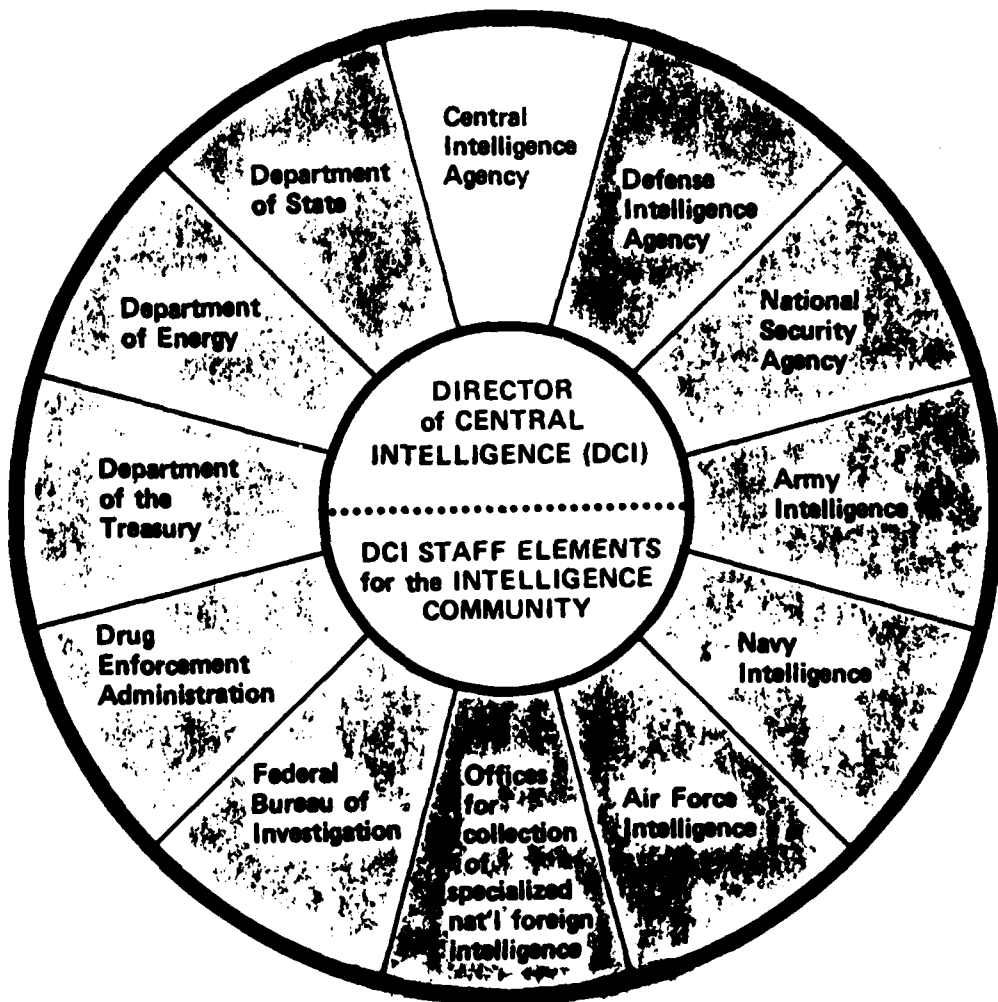 Central
Intelligence
Agency
Defense
Intelligence
Agency
National
Security
Agency
Army
Intelligence
Navy
Intelligence
Air Force
Intelligence
Offices
for
collection
of
specialized
nat'l foreign
intelligence
Federal
Bureau of
Investigation
Drug
Enforcement
Administration
Department
of the
Treasury
Department
of Energy
Department
of State
DIRECTOR
of CENTRAL
INTELLIGENCE (DCI)
DCI STAFF ELEMENTS
for the INTELLIGENCE
COMMUNITY